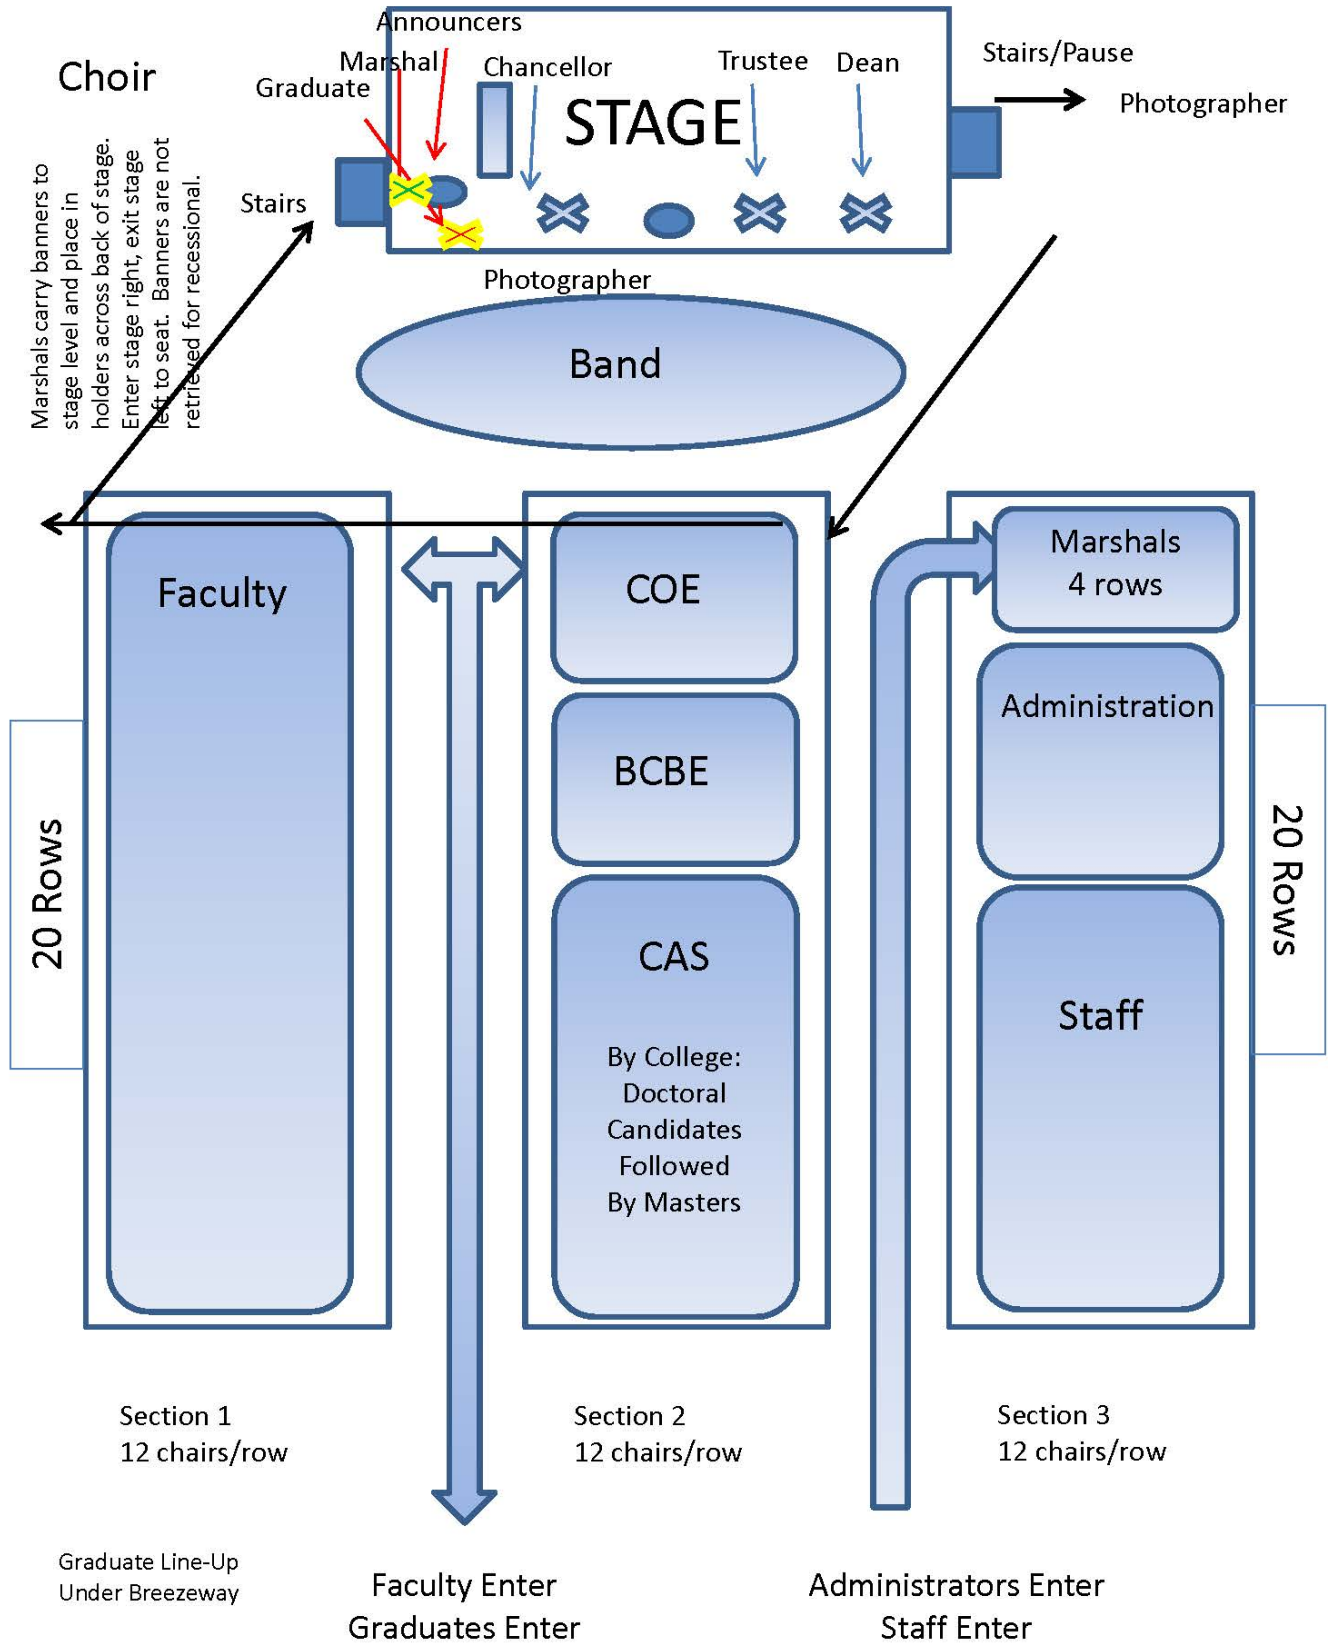 Announcers
Marshal
Graduate
Choir
Chancellor
Trustee
Dean
STAGE
Stairs/Pause
Photographer
Stairs
Marshals carry banners to
stage level and place in
holders across back of stage.
Enter stage right, exit stage
left to seat.  Banners are not
retrieved for recessional.
Photographer
Band
Faculty
COE
BCBE
CAS
By College:
Doctoral
Candidates
Followed
By Masters
Marshals
4 rows
Administration
Staff
20 Rows
20 Rows
Section 1
12 chairs/row
Section 2
12 chairs/row
Section 3
12 chairs/row
Graduate Line-Up
Under Breezeway
Faculty Enter
Graduates Enter
Administrators Enter
Staff Enter